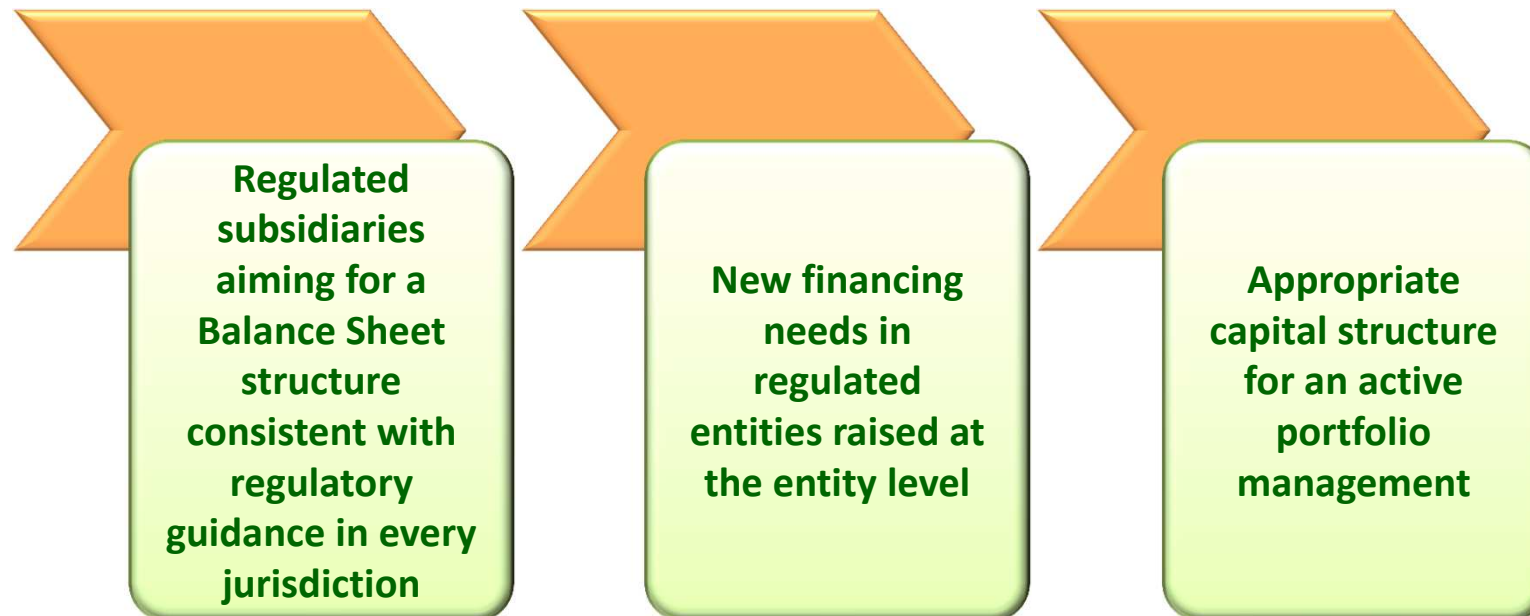 Regulated
subsidiaries
aiming for a
Balance Sheet
structure
consistent with
regulatory
guidance in every
jurisdiction
New financing
needs in
regulated
entities raised at
the entity level
Appropriate
capital structure
for an active
portfolio
management